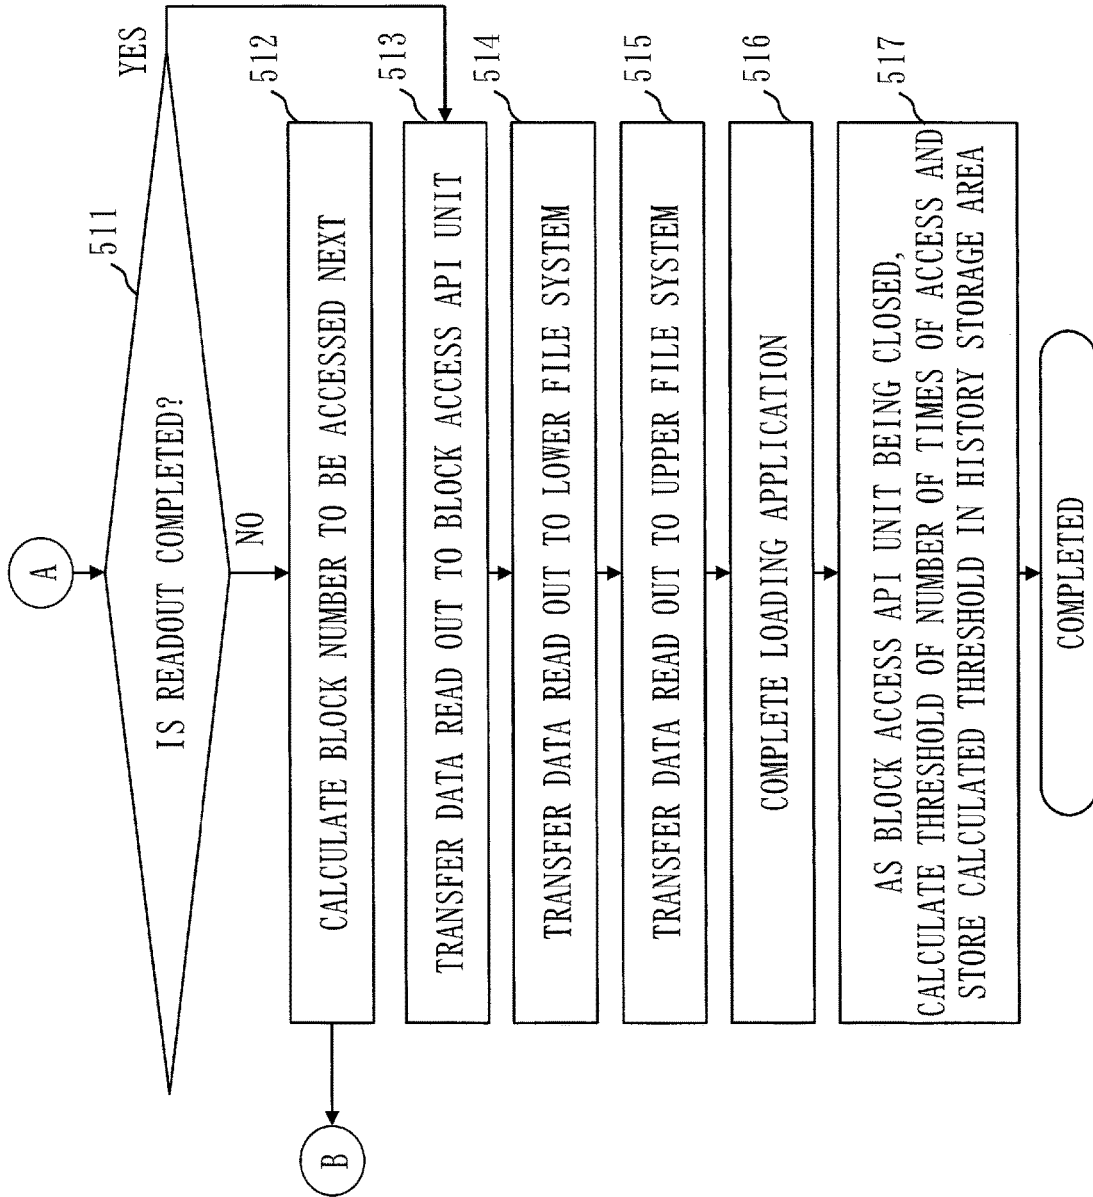 A
511
IS READOUT COMPLETED?
YES
NO
512
CALCULATE BLOCK NUMBER TO BE ACCESSED NEXT
B
513
TRANSFER DATA READ OUT TO BLOCK ACCESS API UNIT
514
TRANSFER DATA READ OUT TO LOWER FILE SYSTEM
515
TRANSFER DATA READ OUT TO UPPER FILE SYSTEM
516
COMPLETE LOADING APPLICATION
517
AS BLOCK ACCESS API UNIT BEING CLOSED,
CALCULATE THRESHOLD OF NUMBER OF TIMES OF ACCESS AND
STORE CALCULATED THRESHOLD IN HISTORY STORAGE AREA
COMPLETED